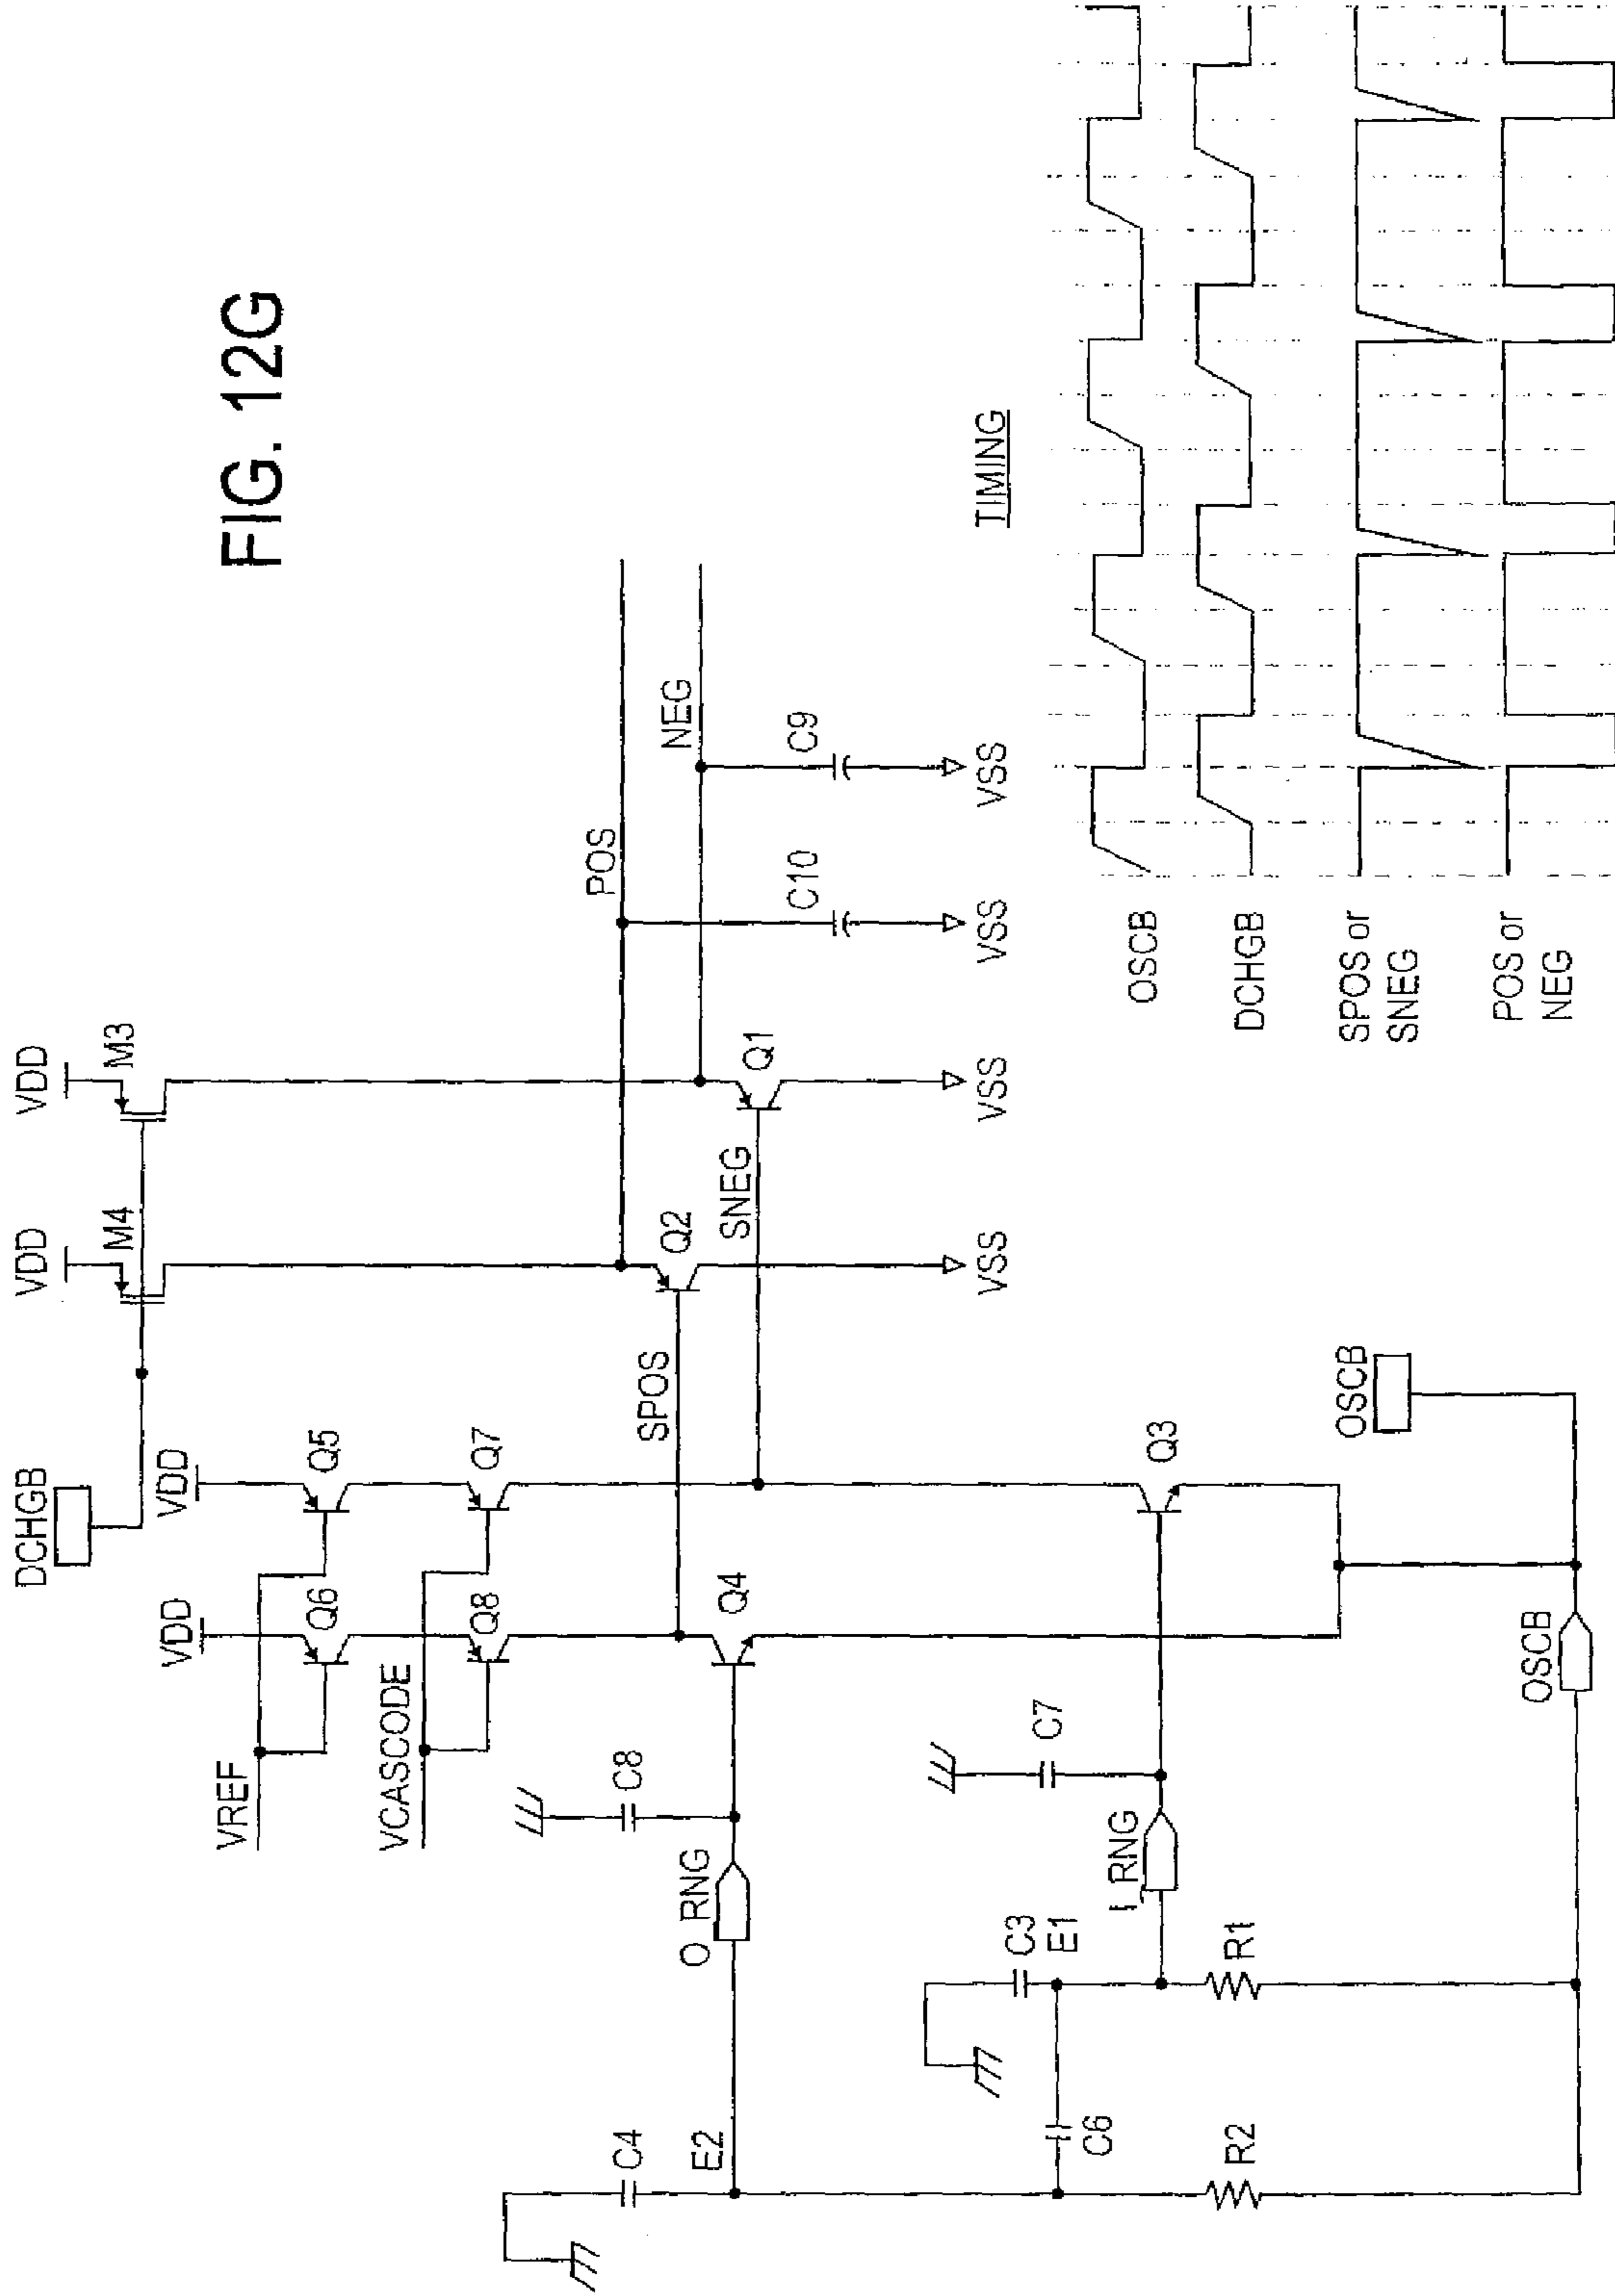 FIG. 12G
DCHGB
VDD
M4
VDD
M3
VDD
VDD
VREF
Q6
Q5
VCASCODE
Q8
Q7
SPOS
Q2
POS
SNEG
Q1
NEG
C10
C9
VSS
VSS
VSS
VSS
C8
Q4
O_RNG
C4
E2
C7
Q3
I_RNG
C3
E1
C6
R2
R1
OSCB
OSCB
TIMING
OSCB
DCHGB
SPOS or
SNEG
POS or
NEG